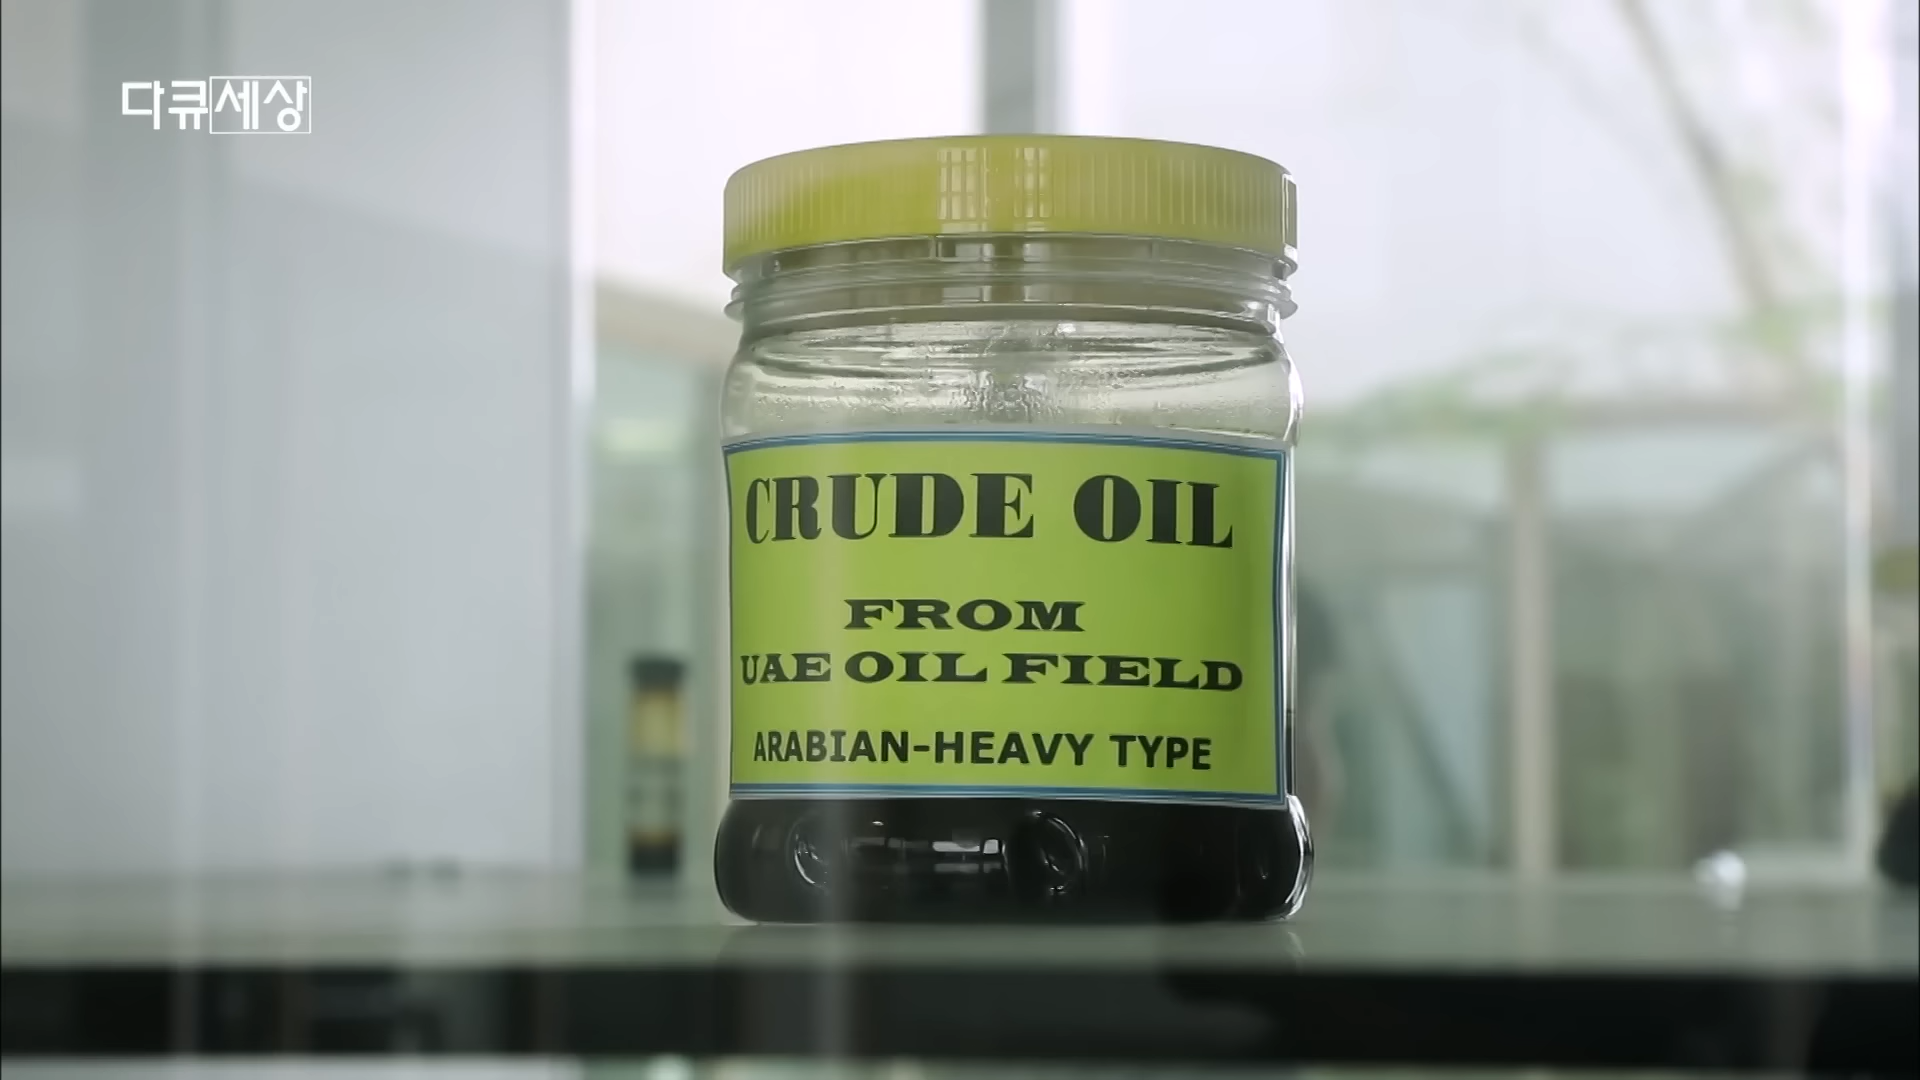 다큐세상
CRUDE OIL
FROM
UAE OIL FIELD
ARABIAN-HEAVY TYPE